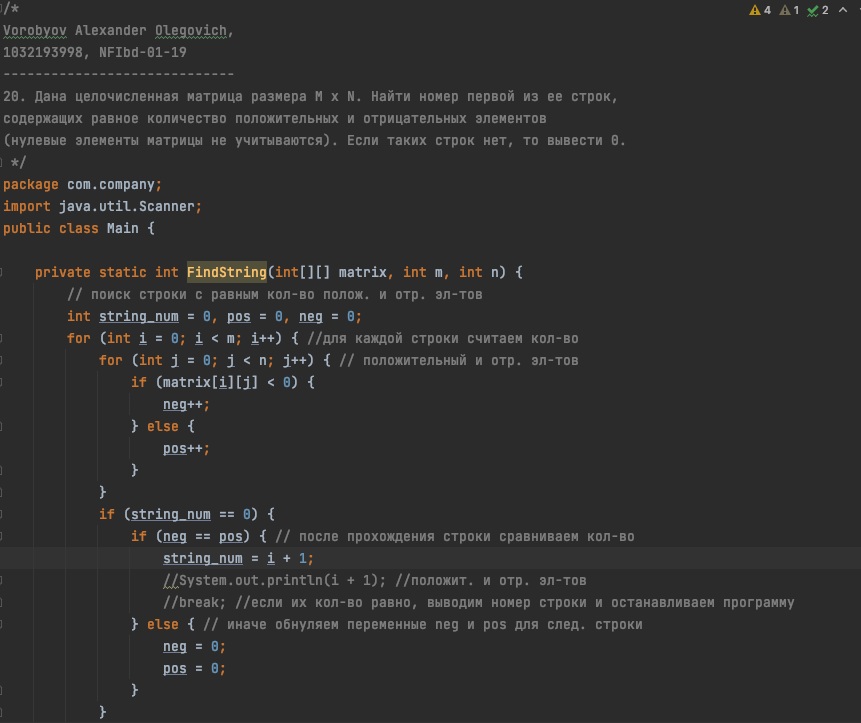 /*
4 1 2
Vorobyov Alexander Olegovich,
1032193998, NFIbd-01-19
-----------------------------
20. Дана целочисленная матрица размера M x N. Найти номер первой из ее строк,
содержащих равное количество положительных и отрицательных элементов
(нулевые элементы матрицы не учитываются). Если таких строк нет, то вывести 0.
*/
package com.company;
import java.util.Scanner;
public class Main {
private static int FindString(int[][] matrix, int m, int n) {
// поиск строки с равным кол-во полож. и отр. эл-тов
int string_num = 0, pos = 0, neg = 0;
for (int i = 0; i < m; i++) { //для каждой строки считаем кол-во
for (int j = 0; j < n; j++) { // положительный и отр. эл-тов
if (matrix[i][j] < 0) {
neg++;
} else {
pos++;
}
}
if (string_num == 0) {
if (neg == pos) { // после прохождения строки сравниваем кол-во
string_num = i + 1;
//System.out.println(i + 1); //положит. и отр. эл-тов
//break; //если их кол-во равно, выводим номер строки и останавливаем программу
} else { // иначе обнуляем переменные neg и pos для след. строки
neg = 0;
pos = 0;
}
}